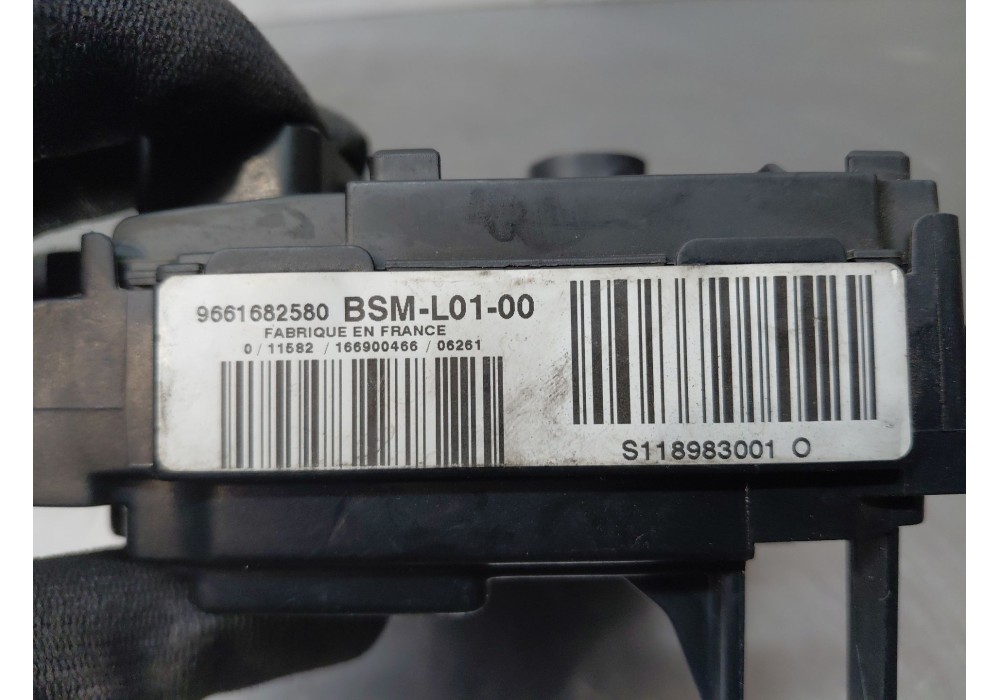 9661682580 BSM-L01-00
FABRIQUE EN FRANCE
0 / 11582 / 166900466 / 06261
S118983001 O